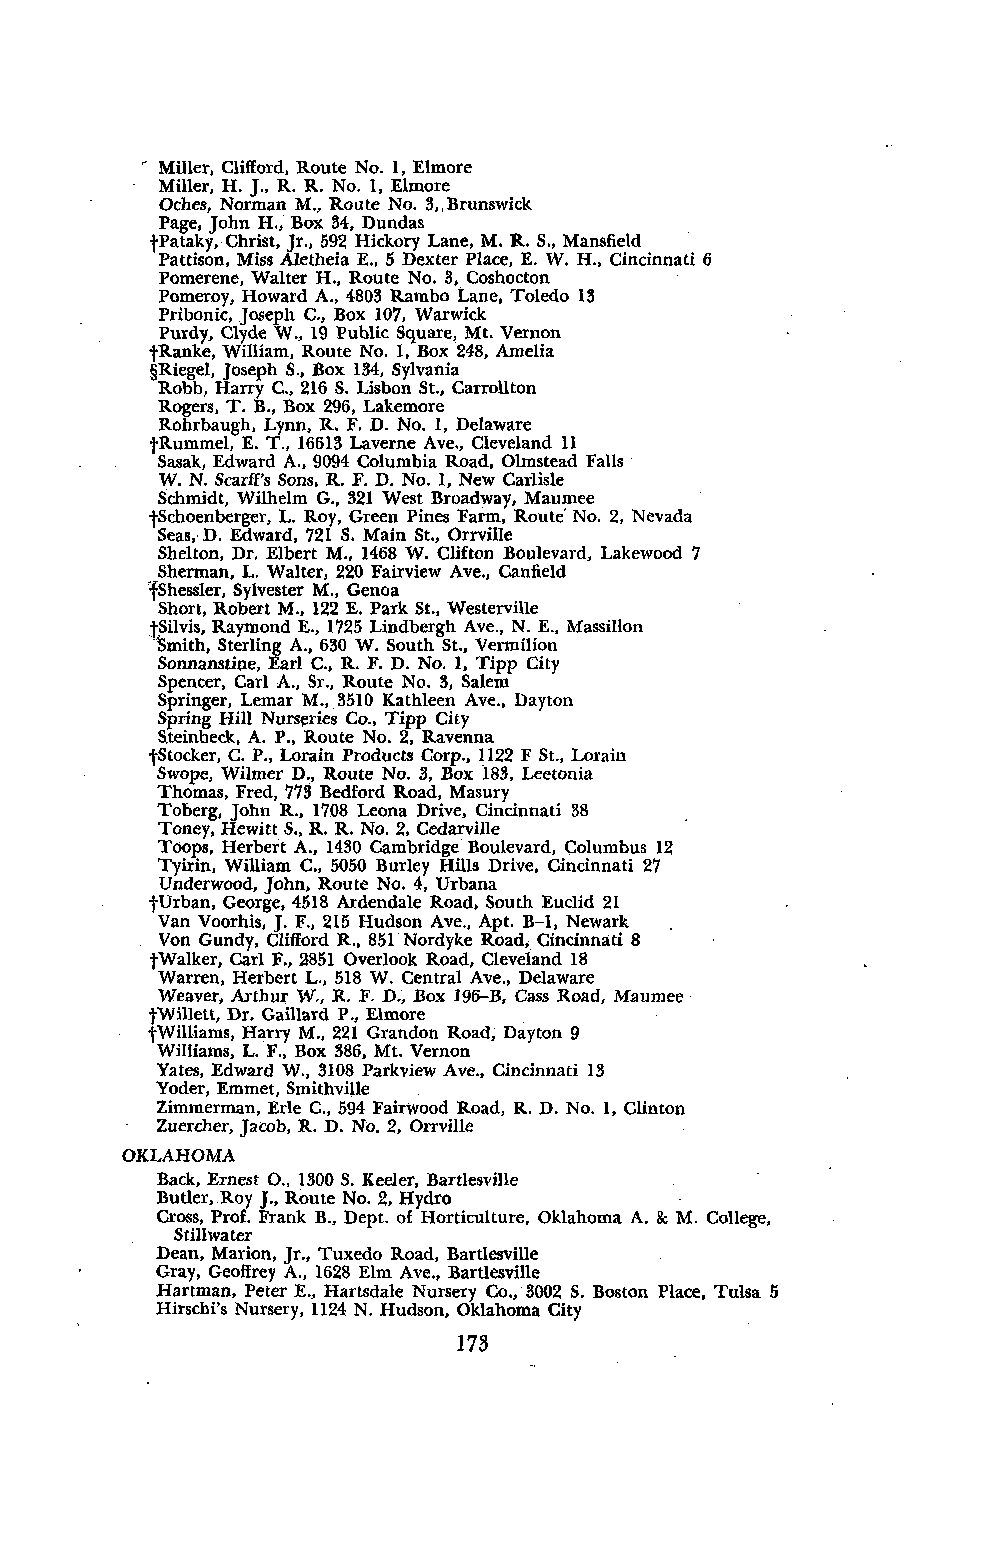 Miller, Clifford, Route No. 1, Elmore
Miller, H. J., R. R. No. 1, Elmore
Oches, Norman M., Route No. 3, Brunswick
Page, John H., Box 34, Dundas
†Pataky, Christ, Jr., 592 Hickory Lane, M. R. S., Mansfield
Pattison, Miss Aletheia E., 5 Dexter Place, E. W. H., Cincinnati 6
Pomerene, Walter H., Route No. 3, Coshocton
Pomeroy, Howard A., 4803 Rambo Lane, Toledo 13
Pribonic, Joseph C., Box 107, Warwick
Purdy, Clyde W., 19 Public Square, Mt. Vernon
†Ranke, William, Route No. 1, Box 248, Amelia
§Riegel, Joseph S., Box 134, Sylvania
Robb, Harry C., 216 S. Lisbon St., Carrollton
Rogers, T. B., Box 296, Lakemore
Rohrbaugh, Lynn, R. F. D. No. 1, Delaware
†Rummel, E. T., 16613 Laverne Ave., Cleveland 11
Sasak, Edward A., 9094 Columbia Road, Olmstead Falls
W. N. Scarff's Sons, R. F. D. No. 1, New Carlisle
Schmidt, Wilhelm G., 321 West Broadway, Maumee
†Schoenberger, L. Roy, Green Pines Farm, Route No. 2, Nevada
Seas, D. Edward, 721 S. Main St., Orrville
Shelton, Dr. Elbert M., 1468 W. Clifton Boulevard, Lakewood 7
Sherman, L. Walter, 220 Fairview Ave., Canfield
†Shessler, Sylvester M., Genoa
Short, Robert M., 122 E. Park St., Westerville
†Silvis, Raymond E., 1725 Lindbergh Ave., N. E., Massillon
Smith, Sterling A., 630 W. South St., Vermilion
Sonnanstine, Earl C., R. F. D. No. 1, Tipp City
Spencer, Carl A., Sr., Route No. 3, Salem
Springer, Lemar M., 3510 Kathleen Ave., Dayton
Spring Hill Nurseries Co., Tipp City
Steinbeck, A. P., Route No. 2, Ravenna
†Stocker, C. P., Lorain Products Corp., 1122 F St., Lorain
Swope, Wilmer D., Route No. 3, Box 183, Leetonia
Thomas, Fred, 773 Bedford Road, Masury
Toberg, John R., 1708 Leona Drive, Cincinnati 38
Toney, Hewitt S., R. R. No. 2, Cedarville
Toops, Herbert A., 1430 Cambridge Boulevard, Columbus 12
Tyirin, William C., 5050 Burley Hills Drive, Cincinnati 27
Underwood, John, Route No. 4, Urbana
†Urban, George, 4518 Ardendale Road, South Euclid 21
Van Voorhis, J. F., 215 Hudson Ave., Apt. B–1, Newark
Von Gundy, Clifford R., 851 Nordyke Road, Cincinnati 8
†Walker, Carl F., 2851 Overlook Road, Cleveland 18
Warren, Herbert L., 518 W. Central Ave., Delaware
Weaver, Arthur W., R. F. D., Box 196–B, Cass Road, Maumee
†Willett, Dr. Gaillard P., Elmore
†Williams, Harry M., 221 Grandon Road, Dayton 9
Williams, L. F., Box 386, Mt. Vernon
Yates, Edward W., 3108 Parkview Ave., Cincinnati 13
Yoder, Emmet, Smithville
Zimmerman, Erle C., 594 Fairwood Road, R. D. No. 1, Clinton
Zuercher, Jacob, R. D. No. 2, Orrville
OKLAHOMA
Back, Ernest O., 1300 S. Keeler, Bartlesville
Butler, Roy J., Route No. 2, Hydro
Cross, Prof. Frank B., Dept. of Horticulture, Oklahoma A. & M. College,
Stillwater
Dean, Marion, Jr., Tuxedo Road, Bartlesville
Gray, Geoffrey A., 1628 Elm Ave., Bartlesville
Hartman, Peter E., Hartsdale Nursery Co., 3002 S. Boston Place, Tulsa 5
Hirschi's Nursery, 1124 N. Hudson, Oklahoma City
173